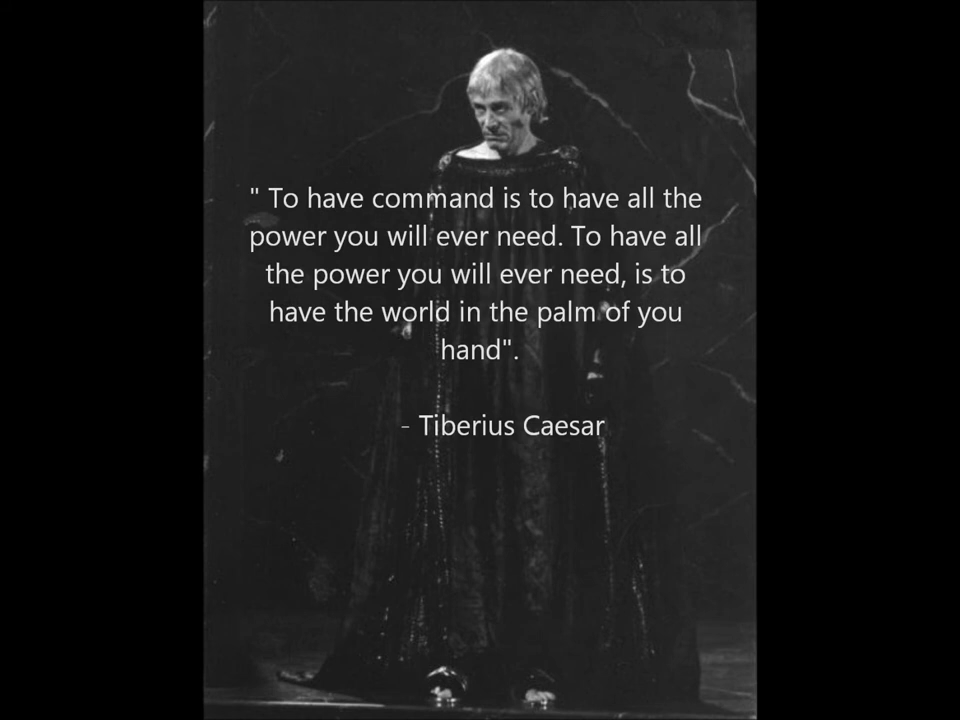 " To have command is to have all the
power you will ever need. To have all
the power you will ever need, is to
have the world in the palm of you
hand".
- Tiberius Caesar